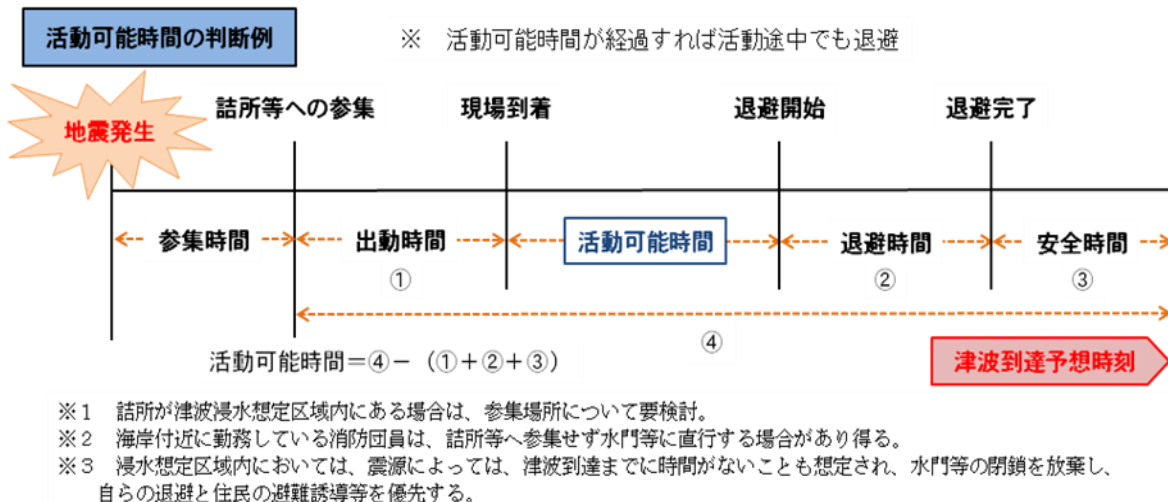 活動可能時間の判断例
※ 活動可能時間が経過すれば活動途中でも退避
地震発生
詰所等への参集
現場到着
退避開始
退避完了
参集時間
出動時間
活動可能時間
退避時間
安全時間
①
②
③
④
活動可能時間＝④－（①＋②＋③）
津波到達予想時刻
※１ 詰所が津波浸水想定区域内にある場合は、参集場所について要検討。
※２ 海岸付近に勤務している消防団員は、詰所等へ参集せず水門等に直行する場合があり得る。
※３ 浸水想定区域内においては、震源によっては、津波到達までに時間がないことも想定され、水門等の閉鎖を放棄し、
自らの退避と住民の避難誘導等を優先する。